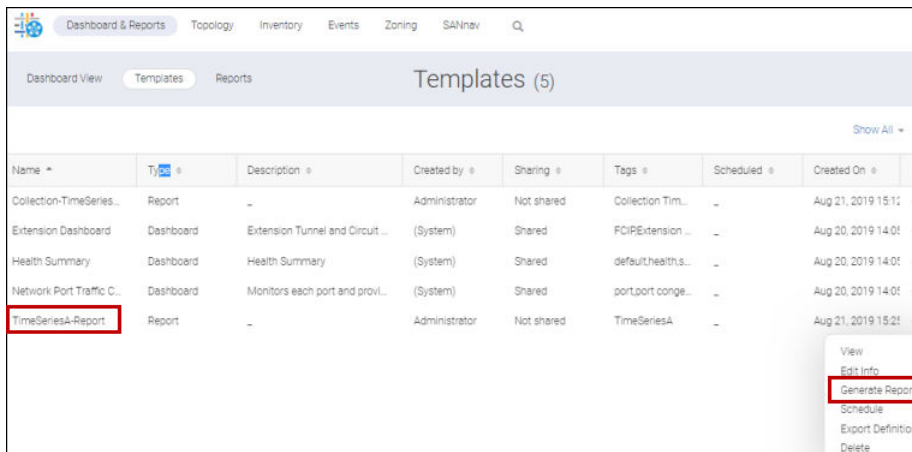 Dashboard & Reports Topology Inventory Events Zoning SANnav
Dashboard View Templates Reports Templates (5)
Show All
Name Type Description Created by Sharing Tags Scheduled Created On
Collection-TimeSeries... Report _ Administrator Not shared Collection Tim... _ Aug 21, 2019 15:12
Extension Dashboard Dashboard Extension Tunnel and Circuit ... (System) Shared FCIPExtension ... _ Aug 20, 2019 14:05
Health Summary Dashboard Health Summary (System) Shared default,health,s... _ Aug 20, 2019 14:05
Network Port Traffic C... Dashboard Monitors each port and provi... (System) Shared port,port conge... _ Aug 20, 2019 14:05
TimeSeriesA-Report Report _ Administrator Not shared TimeSeriesA _ Aug 21, 2019 15:25
View
Edit Info
Generate Repor
Schedule
Export Definitio
Delete